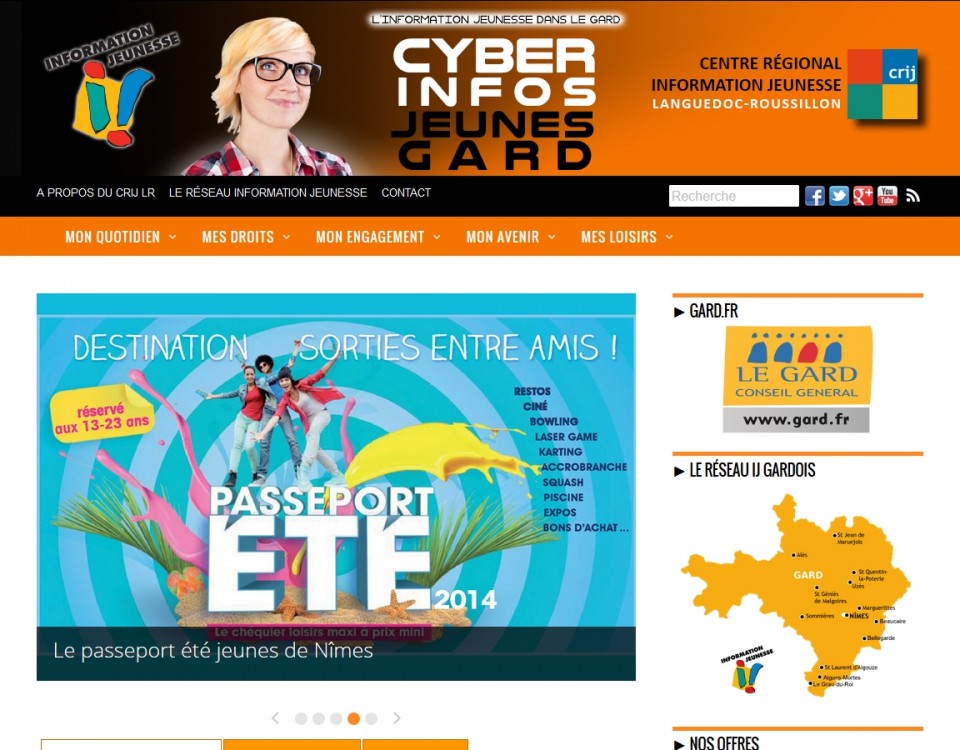 INFORMATION
JEUNESSE
L'INFORMATION JEUNESSE DANS LE GARD
CYBER
INFOS
JEUNES
GARD
CENTRE RÉGIONAL
INFORMATION JEUNESSE
LANGUEDOC-ROUSSILLON
crij
A PROPOS DU CRIJ LR LE RÉSEAU INFORMATION JEUNESSE CONTACT
Recherche
You
Tube
MON QUOTIDIEN MES DROITS MON ENGAGEMENT MON AVENIR MES LOISIRS
DESTINATION SORTIES ENTRE AMIS !
réservé
aux 13-23 ans
RESTOS
CINÉ
BOWLING
LASER GAME
KARTING
ACCROBRANCHE
SQUASH
PISCINE
EXPOS
BONS D'ACHAT ...
PASSEPORT
ÉTÉ
2014
Le chéquier loisirs maxi à prix mini
Le passeport été jeunes de Nîmes
► GARD.FR
LE GARD
CONSEIL GENERAL
www.gard.fr
► LE RÉSEAU IJ GARDOIS
St Jean de
Maruejols
Alès
GARD
St Quentin-
la-Poterie
Uzès
St Géniès
de Malgoires
Marguerittes
Sommières
NÎMES
Beaucaire
Bellegarde
INFORMATION
JEUNESSE
St Laurent d'Aigouze
Aigues-Mortes
Le Grau-du-Roi
► NOS OFFRES